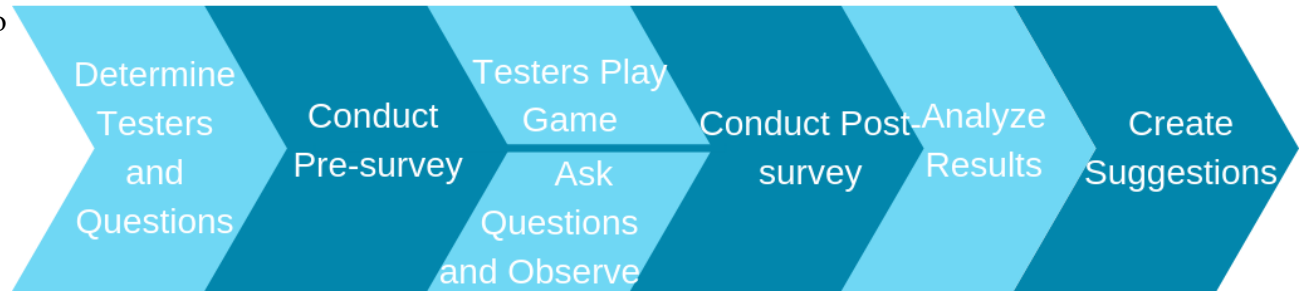 Determine
Testers
and
Questions
Conduct
Pre-survey
Testers Play
Game
Ask
Questions
and Observe
Conduct Post-
survey
Analyze
Results
Create
Suggestions